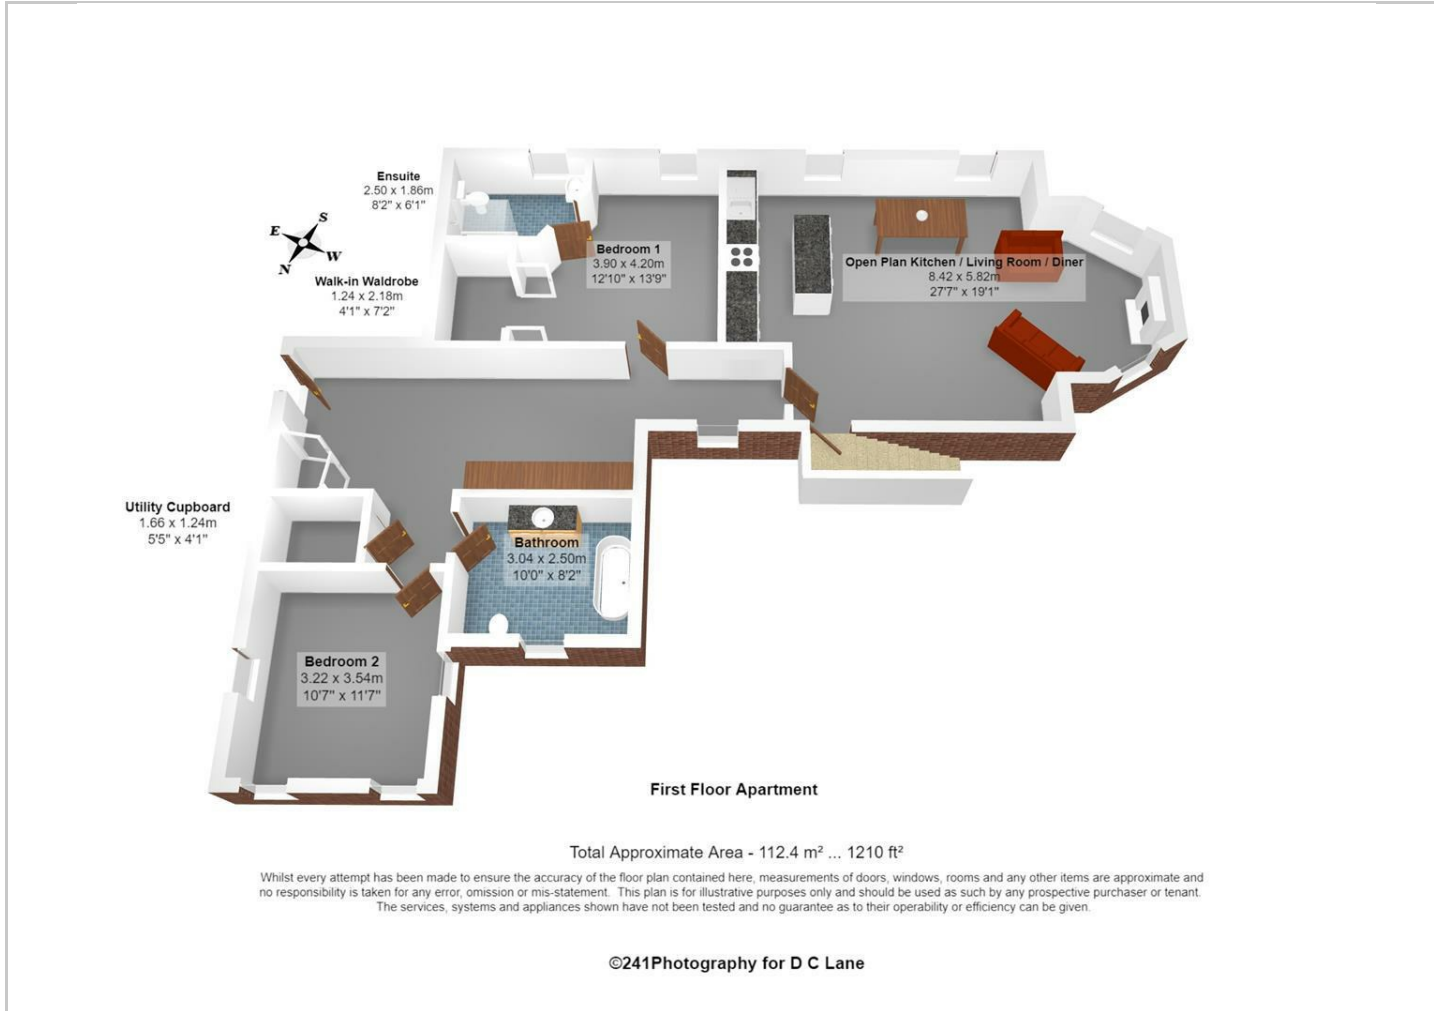 Ensuite
2.50 x 1.86m
8'2" x 6'1"
E
S
N
W
Walk-in Waldrobe
1.24 x 2.18m
4'1" x 7'2"
Bedroom 1
3.90 x 4.20m
12'10" x 13'9"
Open Plan Kitchen / Living Room / Diner
8.42 x 5.82m
27'7" x 19'1"
Utility Cupboard
1.66 x 1.24m
5'5" x 4'1"
Bathroom
3.04 x 2.50m
10'0" x 8'2"
Bedroom 2
3.22 x 3.54m
10'7" x 11'7"
First Floor Apartment
Total Approximate Area - 112.4 m² ... 1210 ft²
Whilst every attempt has been made to ensure the accuracy of the floor plan contained here, measurements of doors, windows, rooms and any other items are approximate and
no responsibility is taken for any error, omission or mis-statement. This plan is for illustrative purposes only and should be used as such by any prospective purchaser or tenant.
The services, systems and appliances shown have not been tested and no guarantee as to their operability or efficiency can be given.
©241Photography for D C Lane